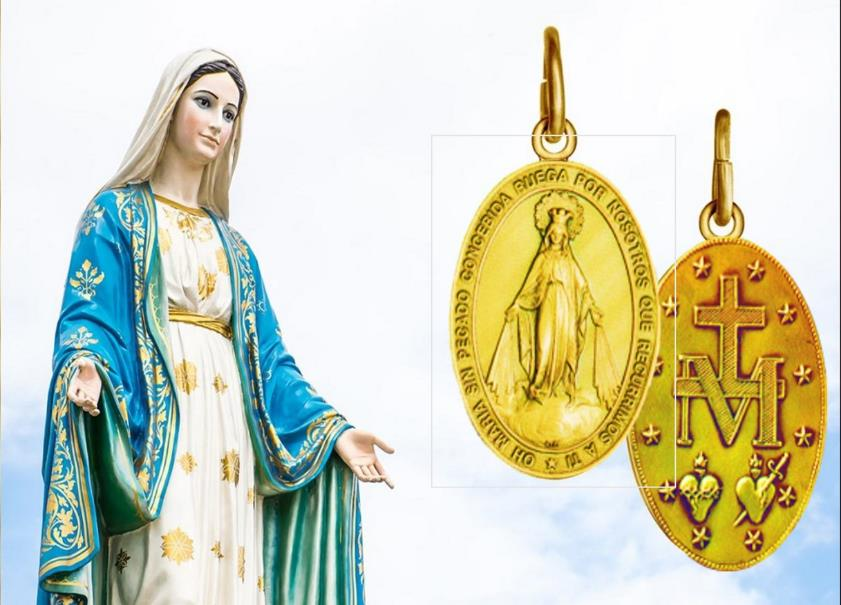 OH MARIA SIN PECADO CONCEBIDA RUEGA POR NOSOTROS QUE RECURRIMOS A TI
M